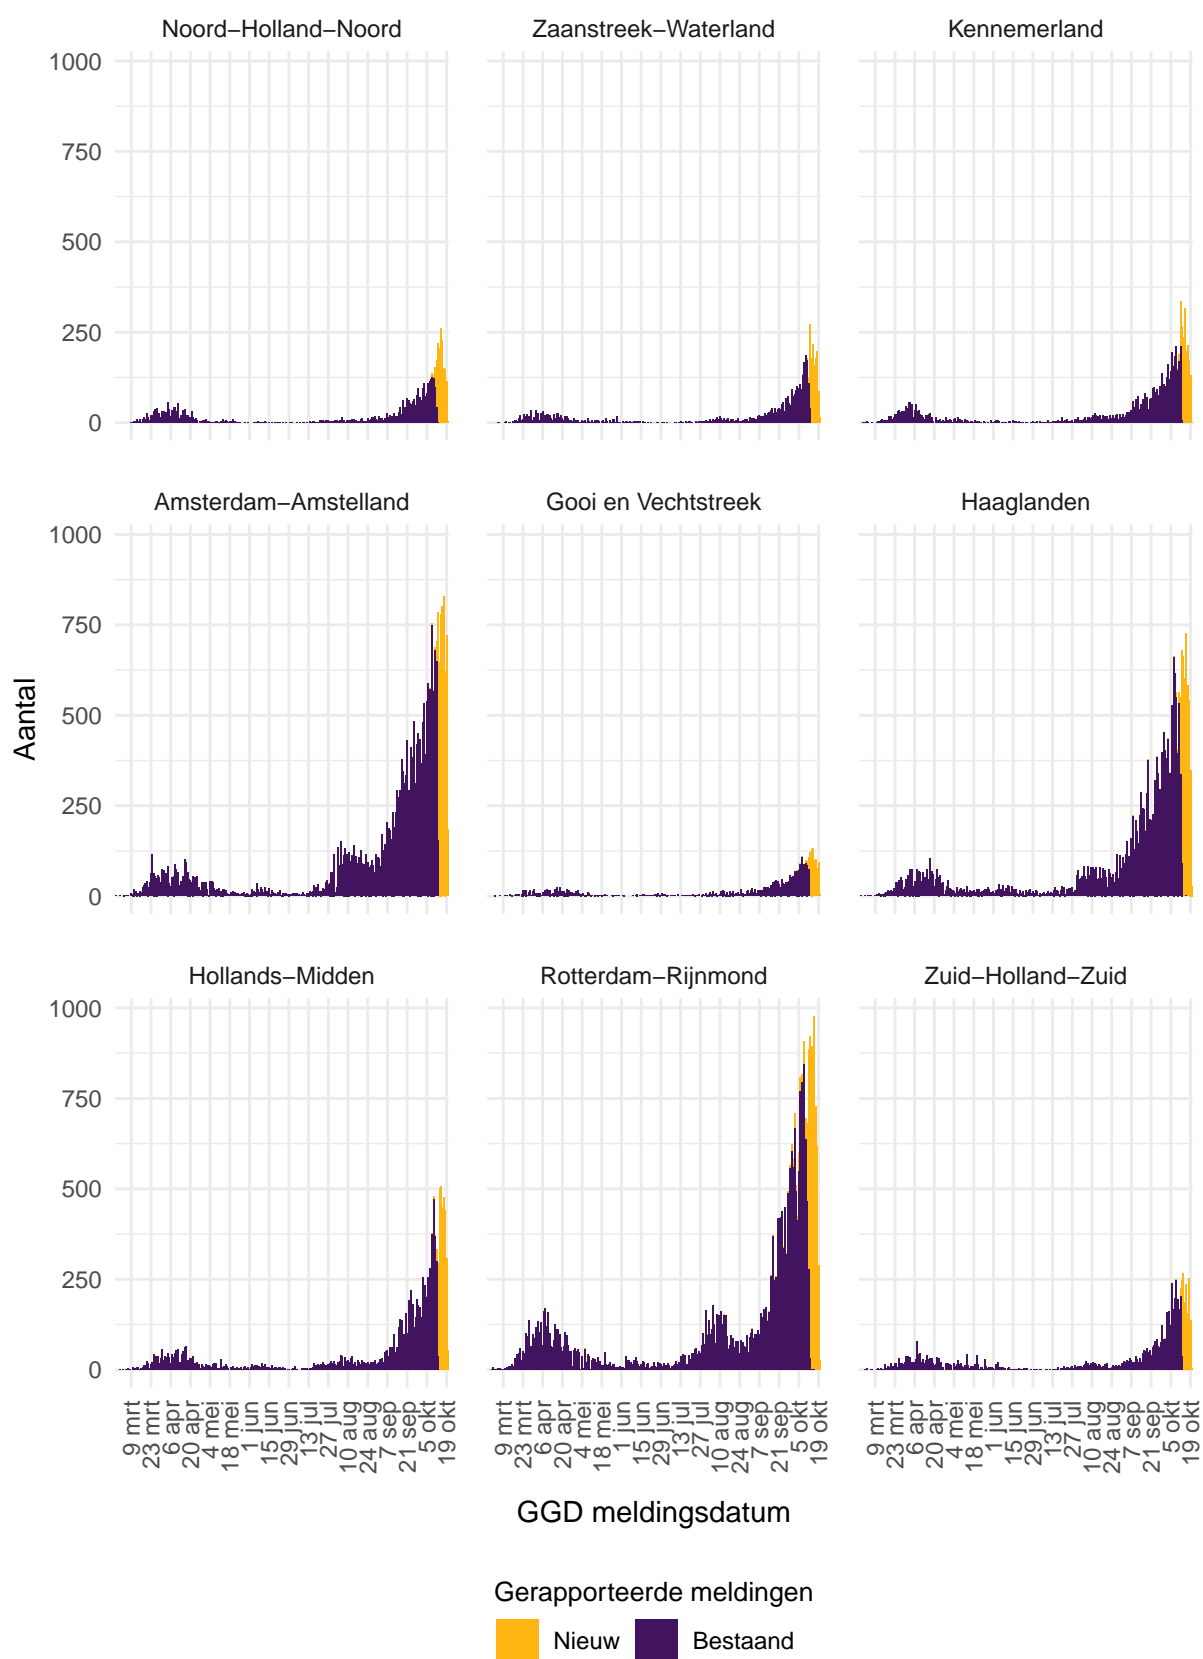 Noord−Holland−Noord Zaanstreek−Waterland Kennemerland
1000
750
500
250
0
Amsterdam−Amstelland Gooi en Vechtstreek Haaglanden
1000
750
500
250
0
Aantal
Hollands−Midden Rotterdam−Rijnmond Zuid−Holland−Zuid
1000
750
500
250
0
9 mrt 23 mrt 6 apr 20 apr 4 mei 18 mei 1 jun 15 jun 29 jun 13 jul 27 jul 10 aug 24 aug 7 sep 21 sep 5 okt 19 okt
9 mrt 23 mrt 6 apr 20 apr 4 mei 18 mei 1 jun 15 jun 29 jun 13 jul 27 jul 10 aug 24 aug 7 sep 21 sep 5 okt 19 okt
9 mrt 23 mrt 6 apr 20 apr 4 mei 18 mei 1 jun 15 jun 29 jun 13 jul 27 jul 10 aug 24 aug 7 sep 21 sep 5 okt 19 okt
GGD meldingsdatum
Gerapporteerde meldingen
Nieuw Bestaand